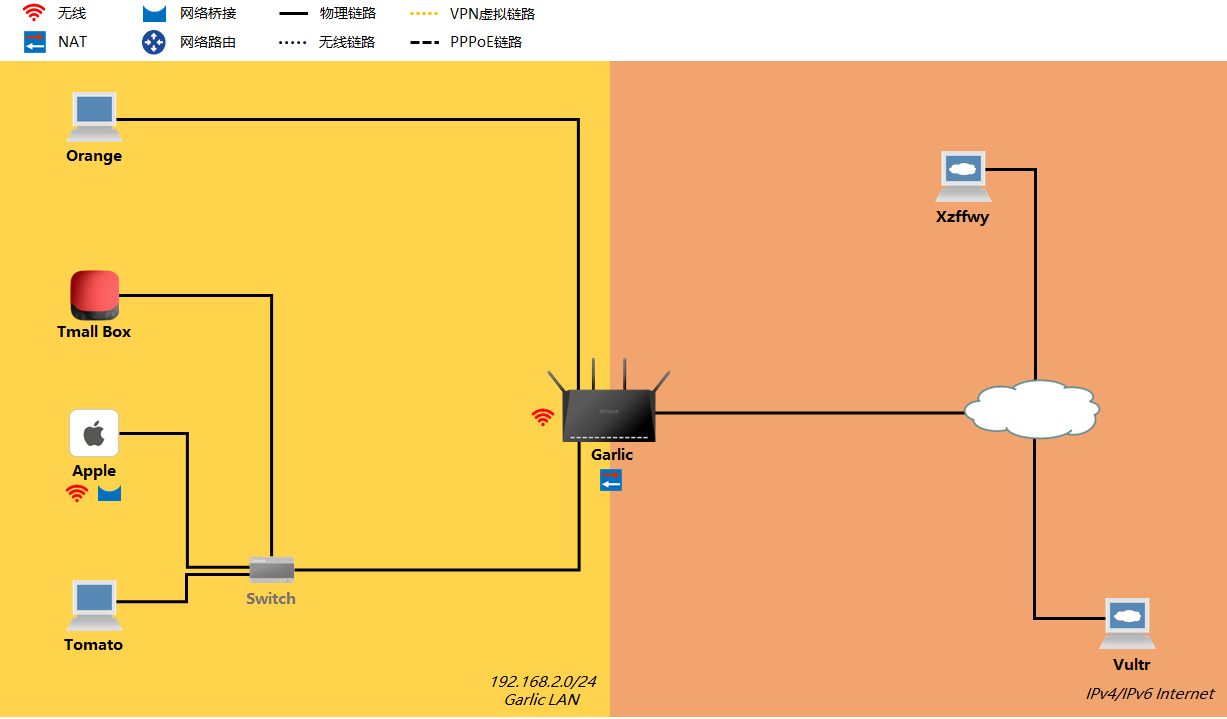 无线
网络桥接
物理链路
VPN虚拟链路
NAT
网络路由
无线链路
PPPoE链路
Orange
Xzffwy
Tmall Box
Garlic
Apple
Switch
Tomato
Vultr
192.168.2.0/24
Garlic LAN
IPv4/IPv6 Internet